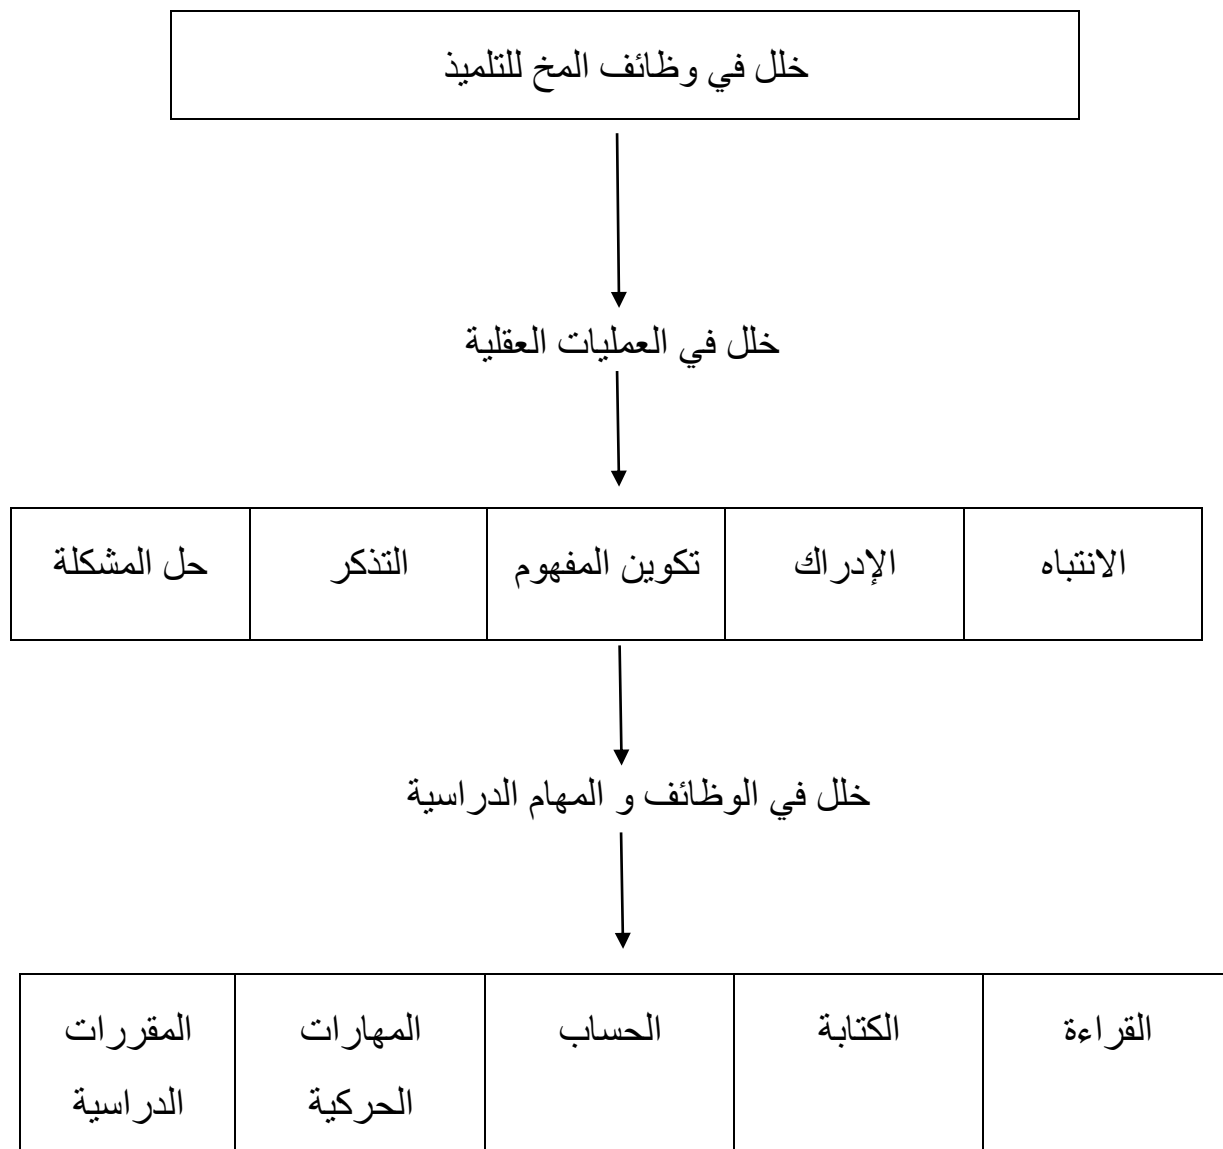 خلل في وظائف المخ للتلميذ
خلل في العمليات العقلية
الانتباه
الإدراك
تكوين المفهوم
التذكر
حل المشكلة
خلل في الوظائف و المهام الدراسية
القراءة
الكتابة
الحساب
المهارات
الحركية
المقررات
الدراسية